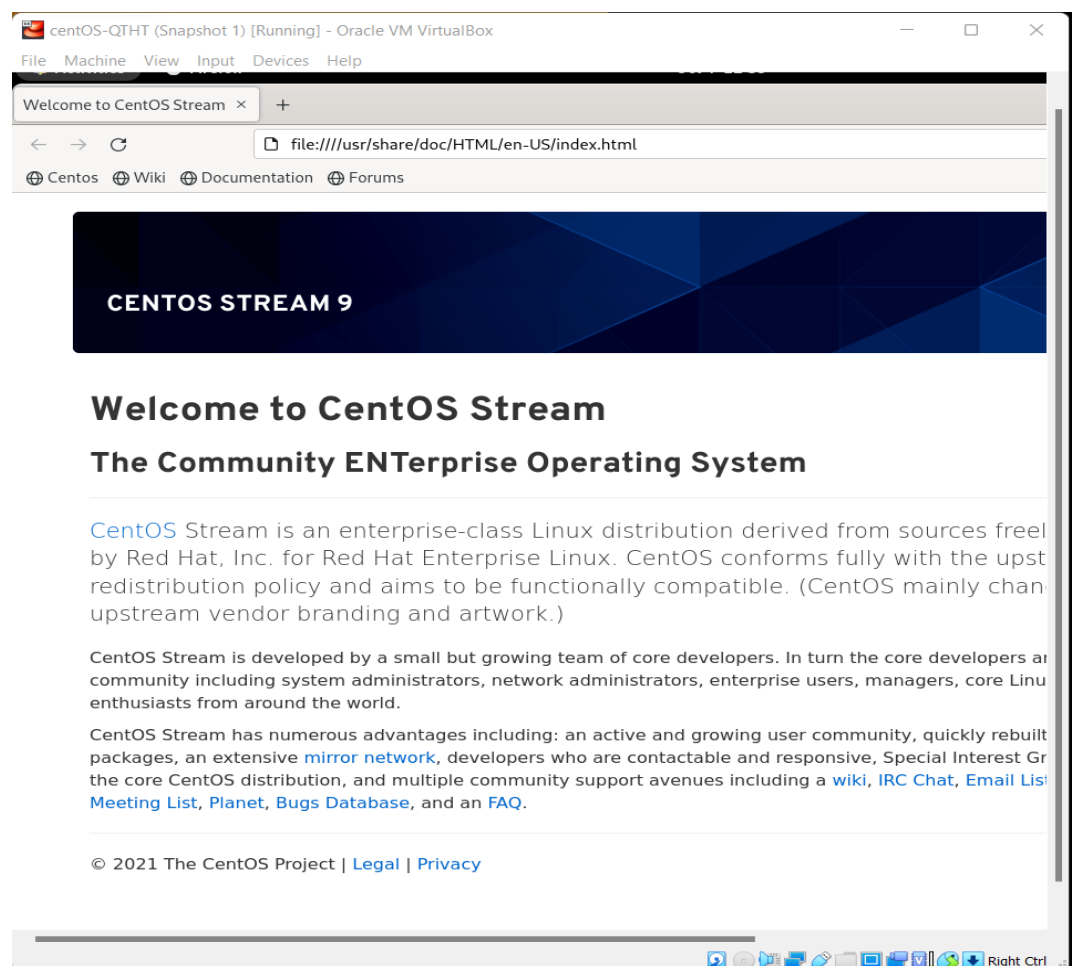 centOS-QTHT (Snapshot 1) [Running] - Oracle VM VirtualBox
File Machine View Input Devices Help
Welcome to CentOS Stream
file:////usr/share/doc/HTML/en-US/index.html
Centos Wiki Documentation Forums
CENTOS STREAM 9
Welcome to CentOS Stream
The Community ENTerprise Operating System
CentOS Stream is an enterprise-class Linux distribution derived from sources freel
by Red Hat, Inc. for Red Hat Enterprise Linux. CentOS conforms fully with the upst
redistribution policy and aims to be functionally compatible. (CentOS mainly chan
upstream vendor branding and artwork.)
CentOS Stream is developed by a small but growing team of core developers. In turn the core developers ar
community including system administrators, network administrators, enterprise users, managers, core Linu
enthusiasts from around the world.
CentOS Stream has numerous advantages including: an active and growing user community, quickly rebuilt
packages, an extensive mirror network, developers who are contactable and responsive, Special Interest Gr
the core CentOS distribution, and multiple community support avenues including a wiki, IRC Chat, Email List
Meeting List, Planet, Bugs Database, and an FAQ.
© 2021 The CentOS Project | Legal | Privacy
Right Ctrl